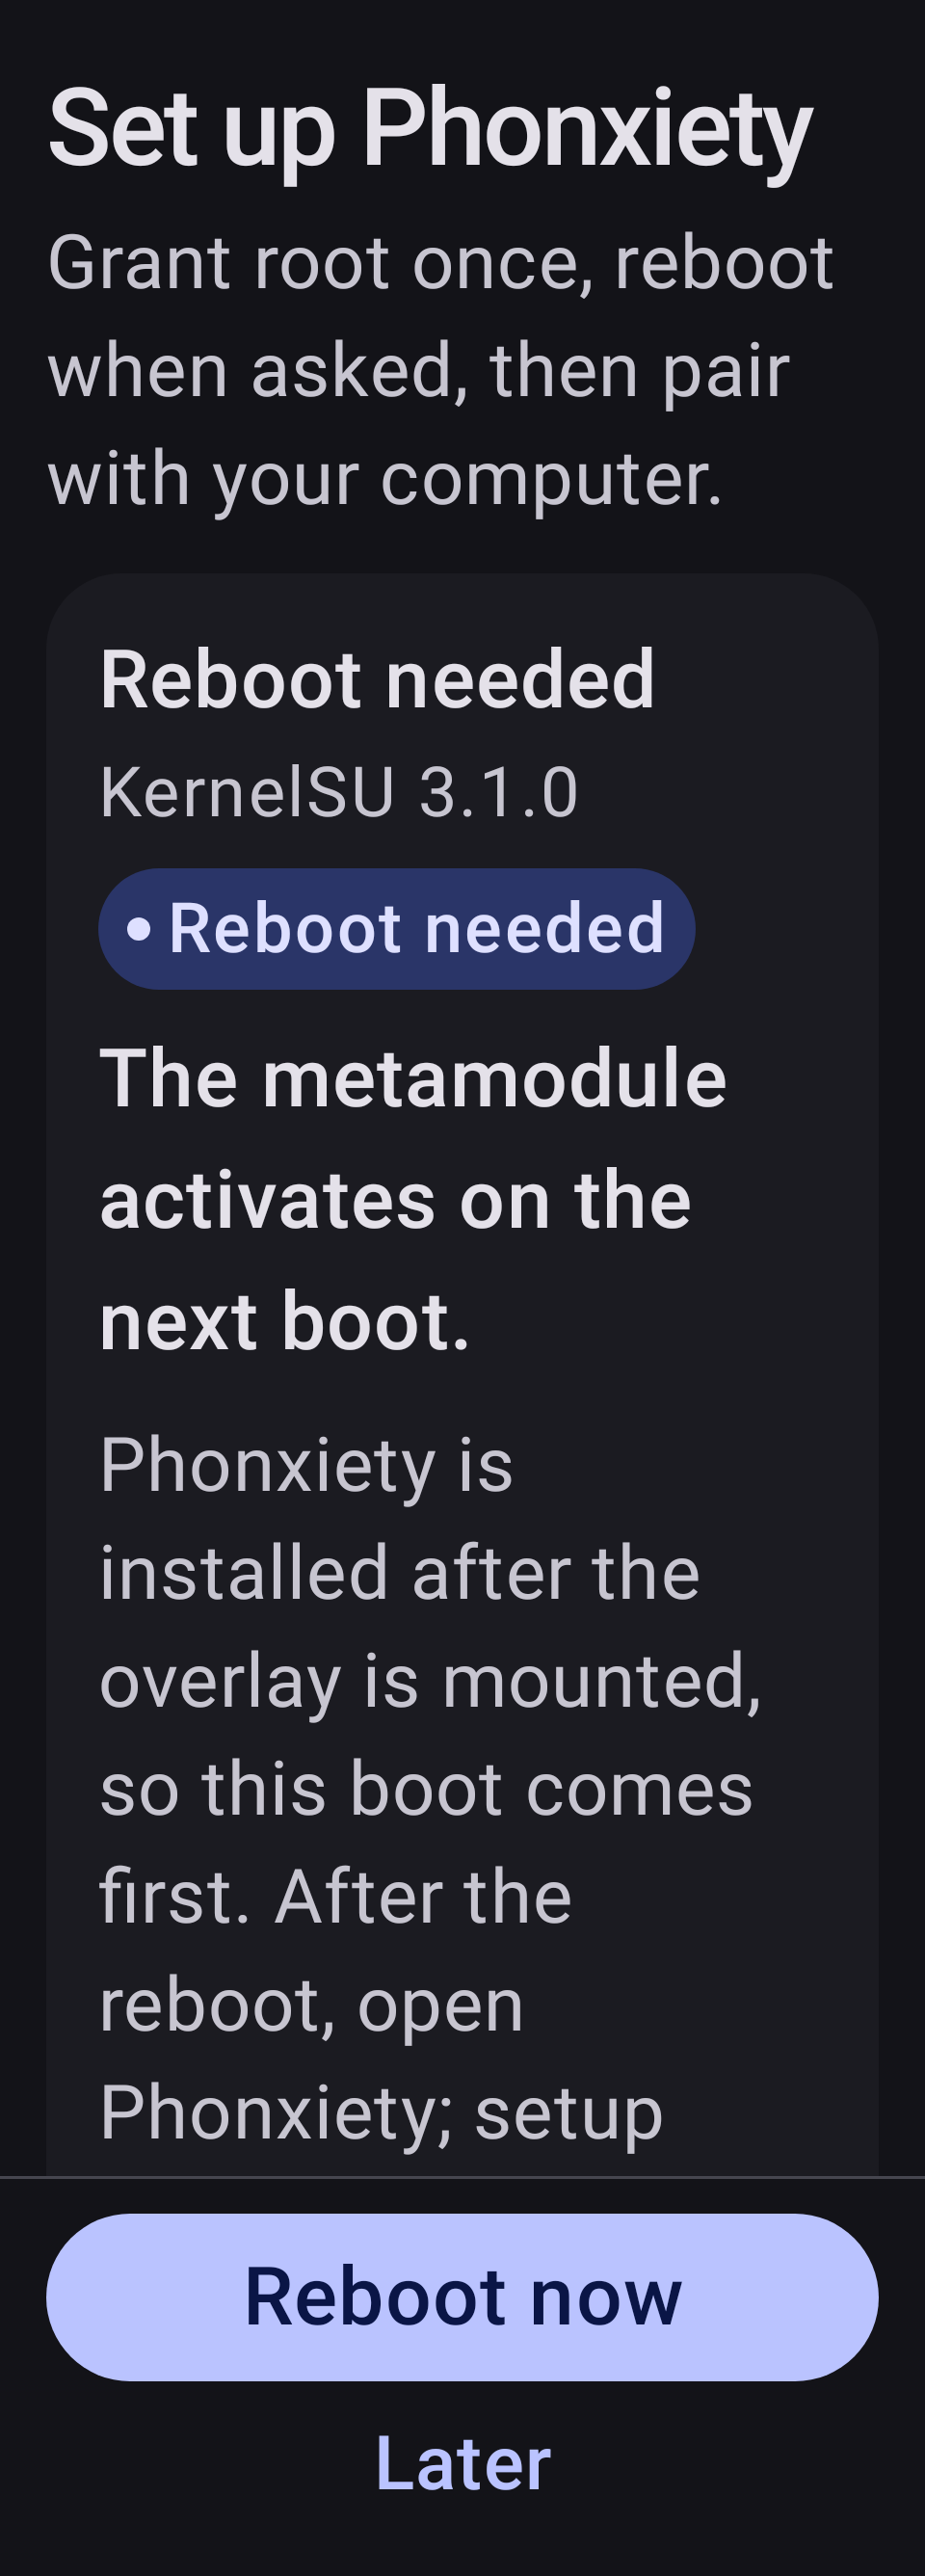 Set up Phonxiety
Grant root once, reboot
when asked, then pair
with your computer.
Reboot needed
KernelSU 3.1.0
• Reboot needed
The metamodule
activates on the
next boot.
Phonxiety is
installed after the
overlay is mounted,
so this boot comes
first. After the
reboot, open
Phonxiety; setup
Reboot now
Later